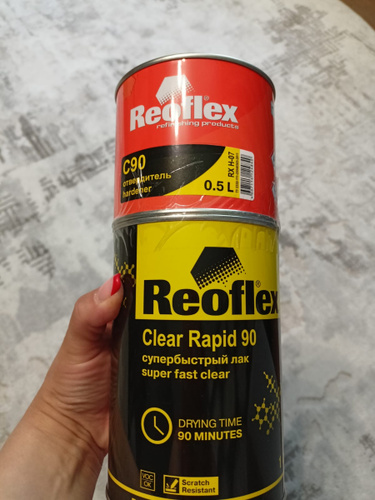 Reoflex®
refinishing products
C90
отвердитель
hardener
RX H-07
0.5 L
Reoflex
Clear Rapid 90
супербыстрый лак
super fast clear
DRYING TIME
90 MINUTES
VOC
OK
Scratch
Resistant
1